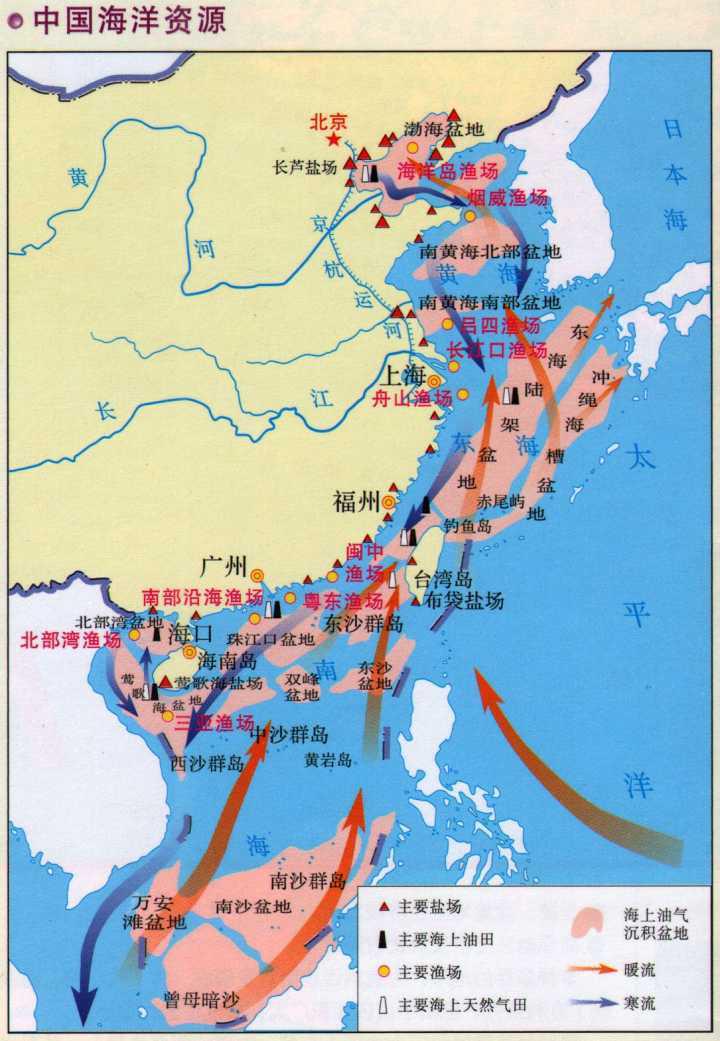 中国海洋资源
北京
渤海盆地
长芦盐场
海洋岛渔场
烟威渔场
日本海
黄河
京杭运河
南黄海北部盆地
黄海
南黄海南部盆地
吕四渔场
长江口渔场
上海
舟山渔场
长江
东海陆架盆地
冲绳海槽盆地
东海
太平洋
福州
赤尾屿
钓鱼岛
闽中
渔场
广州
台湾岛
布袋盐场
南部沿海渔场
粤东渔场
东沙群岛
北部湾盆地
北部湾渔场
海口
珠江口盆地
海南岛
莺歌海盐场
莺歌海盆地
双峰
盆地
东沙
盆地
南海
三亚渔场
中沙群岛
西沙群岛
黄岩岛
南沙群岛
万安
滩盆地
南沙盆地
曾母暗沙
主要盐场
主要海上油田
主要渔场
主要海上天然气田
海上油气
沉积盆地
暖流
寒流